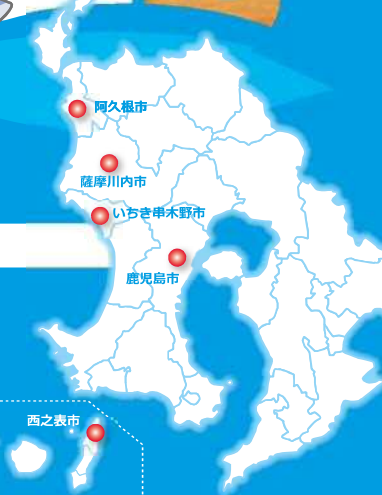 阿久根市
薩摩川内市
いちき串木野市
鹿児島市
西之表市